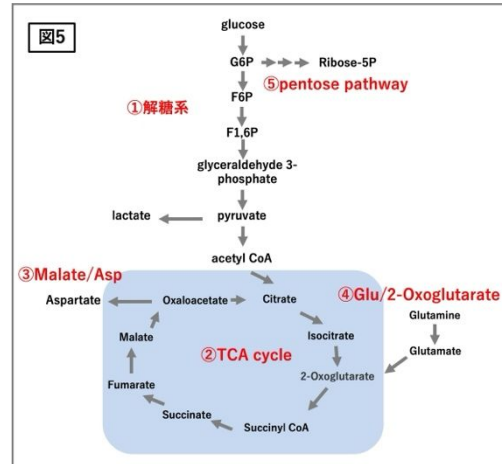 図5
glucose
G6P
Ribose-5P
⑤pentose pathway
F6P
①解糖系
F1,6P
glyceraldehyde 3-
phosphate
lactate
pyruvate
acetyl CoA
③Malate/Asp
Aspartate
Oxaloacetate
Citrate
④Glu/2-Oxoglutarate
Glutamine
Malate
Isocitrate
②TCA cycle
Glutamate
2-Oxoglutarate
Fumarate
Succinate
Succinyl CoA